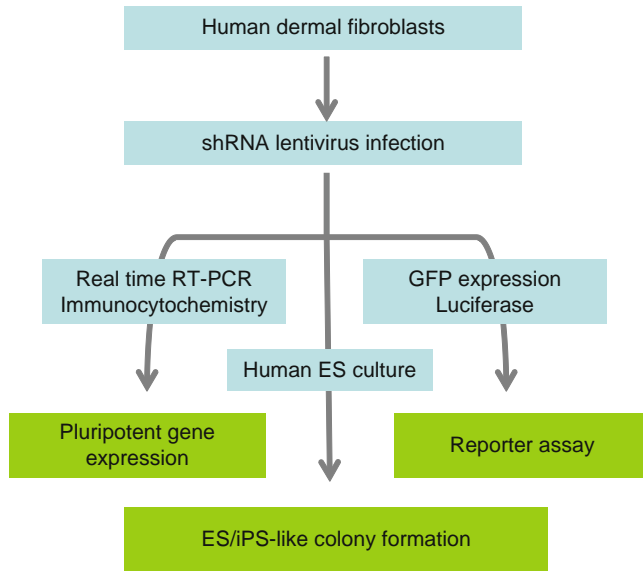 Human dermal fibroblasts
shRNA lentivirus infection
Real time RT-PCR
Immunocytochemistry
GFP expression
Luciferase
Human ES culture
Pluripotent gene
expression
Reporter assay
ES/iPS-like colony formation